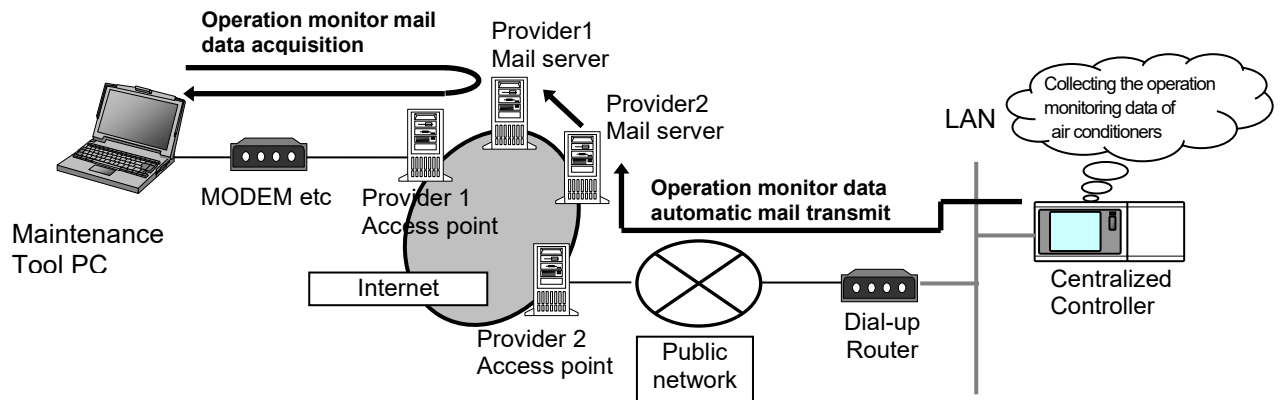 Operation monitor mail
data acquisition
Provider1
Mail server
Provider2
Mail server
LAN
Collecting the operation
monitoring data of
air conditioners
MODEM etc
Provider 1
Access point
Operation monitor data
automatic mail transmit
Maintenance
Tool PC
Internet
Centralized
Controller
Provider 2
Access point
Public
network
Dial-up
Router